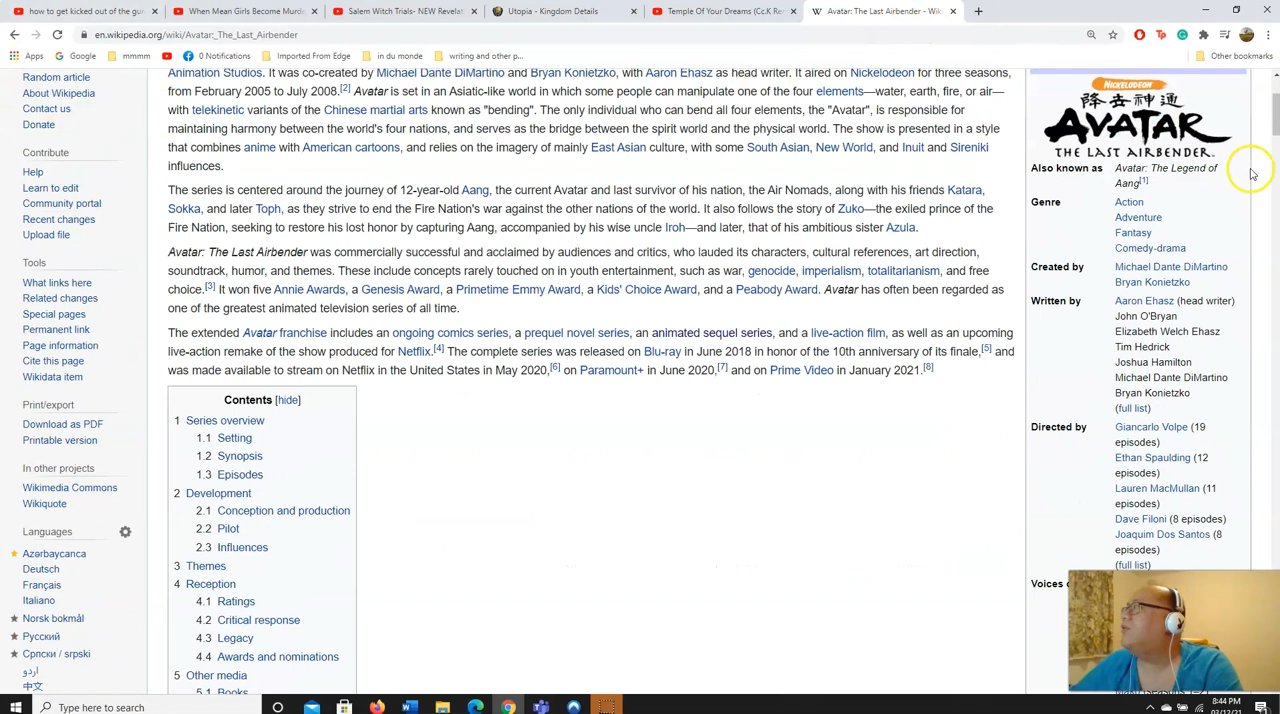 how to get kicked out of the gun
When Mean Girls Become Murder
Salem Witch Trials- NEW Revelat
Utopia - Kingdom Details
Temple Of Your Dreams (Cc.K Re
Avatar: The Last Airbender - Wiki
en.wikipedia.org/wiki/Avatar:_The_Last_Airbender
Apps Google mmmm 0 Notifications Imported From Edge in du monde writing and other p... Other bookmarks
Random article
About Wikipedia
Contact us
Donate
Contribute
Help
Learn to edit
Community portal
Recent changes
Upload file
Tools
What links here
Related changes
Special pages
Permanent link
Page information
Cite this page
Wikidata item
Print/export
Download as PDF
Printable version
In other projects
Wikimedia Commons
Wikiquote
Languages
Azərbaycanca
Deutsch
Français
Italiano
Norsk bokmål
Русский
Српски / srpski
اردو
中文
Animation Studios. It was co-created by Michael Dante DiMartino and Bryan Konietzko, with Aaron Ehasz as head writer. It aired on Nickelodeon for three seasons,
from February 2005 to July 2008.[2] Avatar is set in an Asiatic-like world in which some people can manipulate one of the four elements—water, earth, fire, or air—
with telekinetic variants of the Chinese martial arts known as "bending". The only individual who can bend all four elements, the "Avatar", is responsible for
maintaining harmony between the world's four nations, and serves as the bridge between the spirit world and the physical world. The show is presented in a style
that combines anime with American cartoons, and relies on the imagery of mainly East Asian culture, with some South Asian, New World, and Inuit and Sireniki
influences.
The series is centered around the journey of 12-year-old Aang, the current Avatar and last survivor of his nation, the Air Nomads, along with his friends Katara,
Sokka, and later Toph, as they strive to end the Fire Nation's war against the other nations of the world. It also follows the story of Zuko—the exiled prince of the
Fire Nation, seeking to restore his lost honor by capturing Aang, accompanied by his wise uncle Iroh—and later, that of his ambitious sister Azula.
Avatar: The Last Airbender was commercially successful and acclaimed by audiences and critics, who lauded its characters, cultural references, art direction,
soundtrack, humor, and themes. These include concepts rarely touched on in youth entertainment, such as war, genocide, imperialism, totalitarianism, and free
choice.[3] It won five Annie Awards, a Genesis Award, a Primetime Emmy Award, a Kids' Choice Award, and a Peabody Award. Avatar has often been regarded as
one of the greatest animated television series of all time.
The extended Avatar franchise includes an ongoing comics series, a prequel novel series, an animated sequel series, and a live-action film, as well as an upcoming
live-action remake of the show produced for Netflix.[4] The complete series was released on Blu-ray in June 2018 in honor of the 10th anniversary of its finale,[5] and
was made available to stream on Netflix in the United States in May 2020,[6] on Paramount+ in June 2020,[7] and on Prime Video in January 2021.[8]
Contents [hide]
1 Series overview
1.1 Setting
1.2 Synopsis
1.3 Episodes
2 Development
2.1 Conception and production
2.2 Pilot
2.3 Influences
3 Themes
4 Reception
4.1 Ratings
4.2 Critical response
4.3 Legacy
4.4 Awards and nominations
5 Other media
5.1 Books
NICKELODEON
降去神通
AVATAR
THE LAST AIRBENDER
Also known as Avatar: The Legend of
Aang[1]
Genre Action
Adventure
Fantasy
Comedy-drama
Created by Michael Dante DiMartino
Bryan Konietzko
Written by Aaron Ehasz (head writer)
John O'Bryan
Elizabeth Welch Ehasz
Tim Hedrick
Joshua Hamilton
Michael Dante DiMartino
Bryan Konietzko
(full list)
Directed by Giancarlo Volpe (19
episodes)
Ethan Spaulding (12
episodes)
Lauren MacMullan (11
episodes)
Dave Filoni (8 episodes)
Joaquim Dos Santos (8
episodes)
(full list)
Voices
Type here to search
8:44 PM
03/12/21